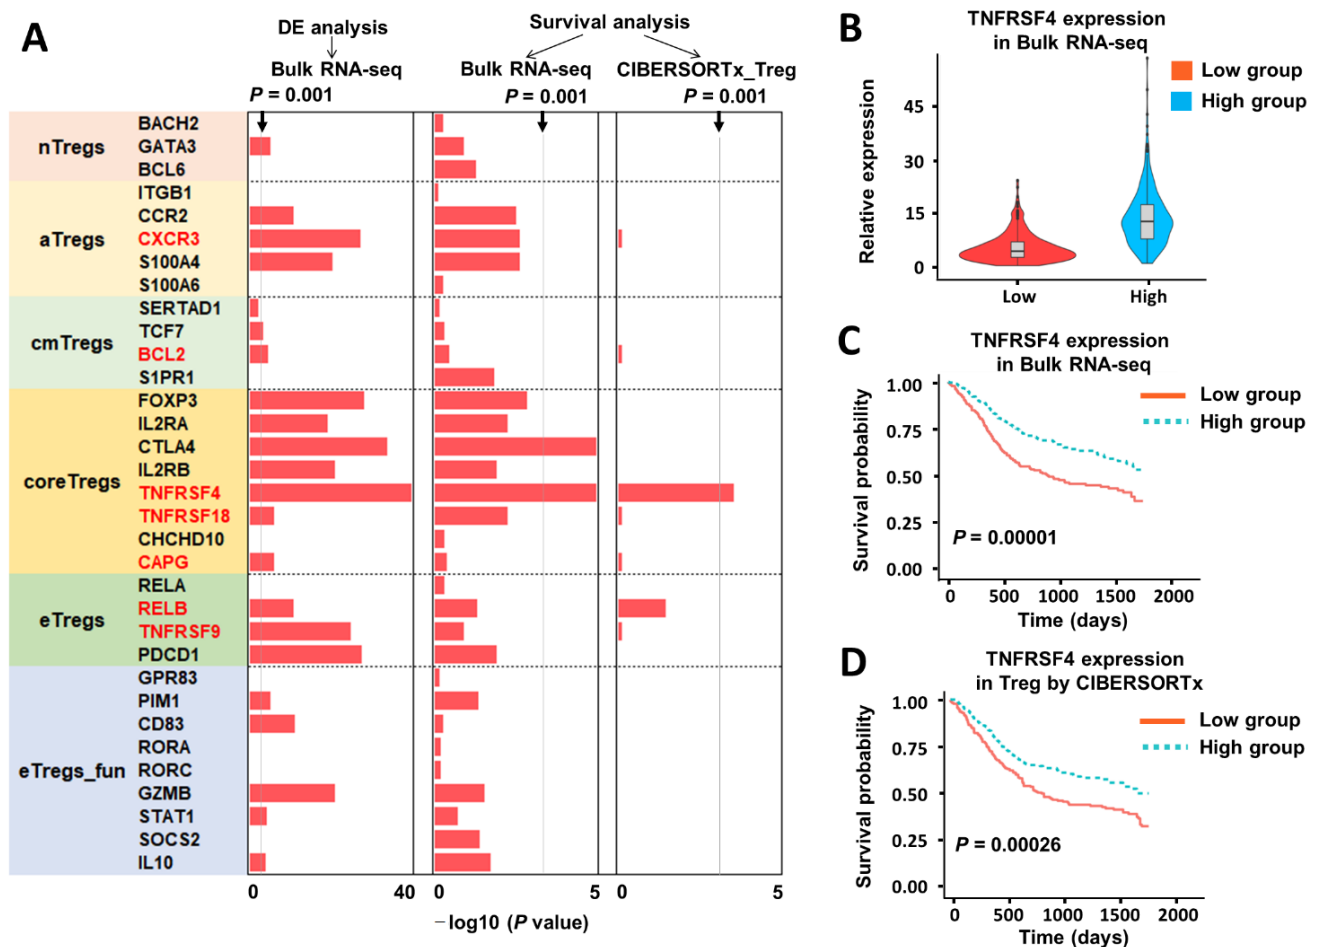 A
DE analysis
Survival analysis
Bulk RNA-seq
Bulk RNA-seq
CIBERSORTx_Treg
P = 0.001
P = 0.001
P = 0.001
nTregs
BACH2
GATA3
BCL6
aTregs
ITGB1
CCR2
CXCR3
S100A4
S100A6
cmTregs
SERTAD1
TCF7
BCL2
S1PR1
coreTregs
FOXP3
IL2RA
CTLA4
IL2RB
TNFRSF4
TNFRSF18
CHCHD10
CAPG
eTregs
RELA
RELB
TNFRSF9
PDCD1
eTregs_fun
GPR83
PIM1
CD83
RORA
RORC
GZMB
STAT1
SOCS2
IL10
0 40 0 5 0 5
−log10 (P value)
B
TNFRSF4 expression
in Bulk RNA-seq
Low group
High group
Relative expression
45
30
15
0
Low High
C
TNFRSF4 expression
in Bulk RNA-seq
Low group
High group
Survival probability
1.00
0.75
0.50
0.25
0.00
P = 0.00001
0 500 1000 1500 2000
Time (days)
D
TNFRSF4 expression
in Treg by CIBERSORTx
Low group
High group
Survival probability
1.00
0.75
0.50
0.25
0.00
P = 0.00026
0 500 1000 1500 2000
Time (days)